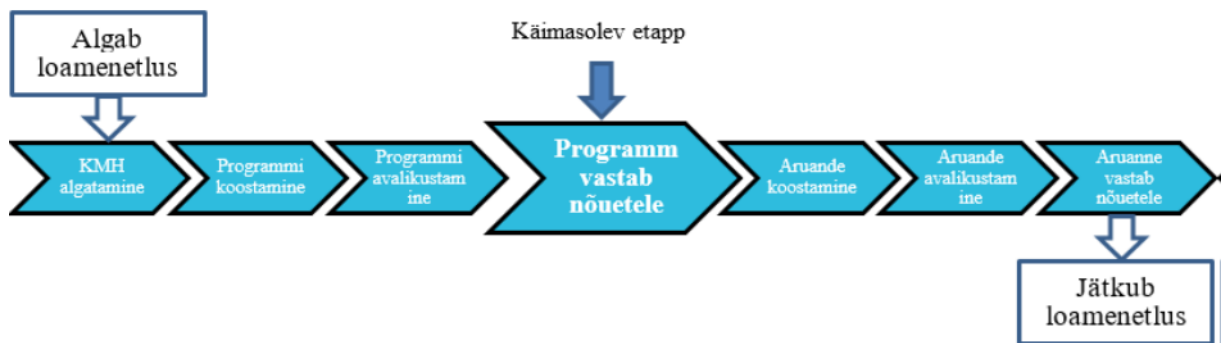 Algab
loamenetlus
Käimasolev etapp
KMH
algatamine
Programmi
koostamine
Programmi
avalikustam
ine
Programm
vastab
nõuetele
Aruande
koostamine
Aruande
avalikustam
ine
Aruanne
vastab
nõuetele
Jätkub
loamenetlus